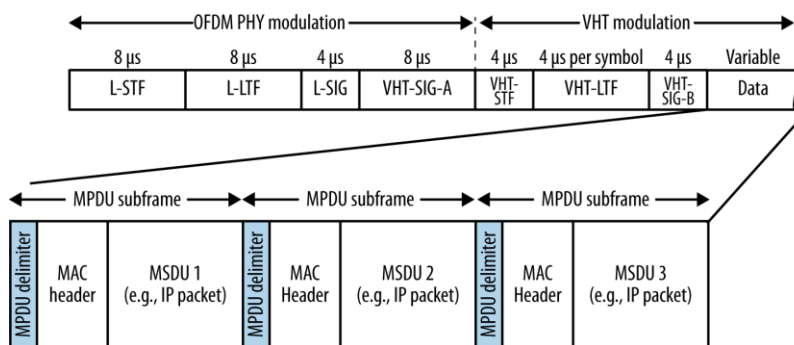 OFDM PHY modulation VHT modulation
8 µs 8 µs 4 µs 8 µs 4 µs 4 µs per symbol 4 µs Variable
L-STF L-LTF L-SIG VHT-SIG-A VHT-STF VHT-LTF VHT-SIG-B Data
MPDU subframe MPDU subframe MPDU subframe
MPDU delimiter
MAC
header
MSDU 1
(e.g., IP packet)
MPDU delimiter
MAC
Header
MSDU 2
(e.g., IP packet)
MPDU delimiter
MAC
Header
MSDU 3
(e.g., IP packet)